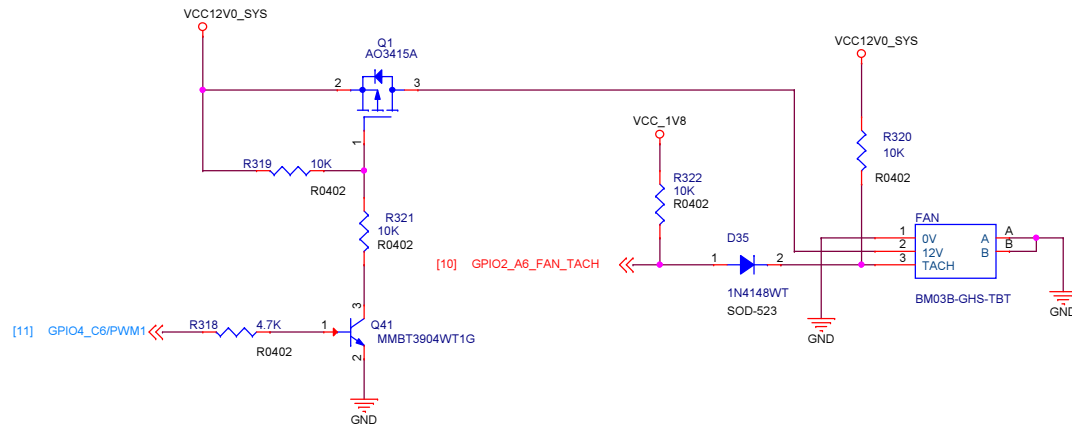 VCC12V0_SYS
Q1
AO3415A
2
3
1
R319
10K
R0402
R321
10K
R0402
[11] GPIO4_C6/PWM1
R318
4.7K
R0402
1
3
Q41
MMBT3904WT1G
2
GND
VCC_1V8
R322
10K
R0402
[10] GPIO2_A6_FAN_TACH
D35
1
2
1N4148WT
SOD-523
VCC12V0_SYS
R320
10K
R0402
FAN
1 0V A A
2 12V B B
3 TACH
BM03B-GHS-TBT
GND
GND